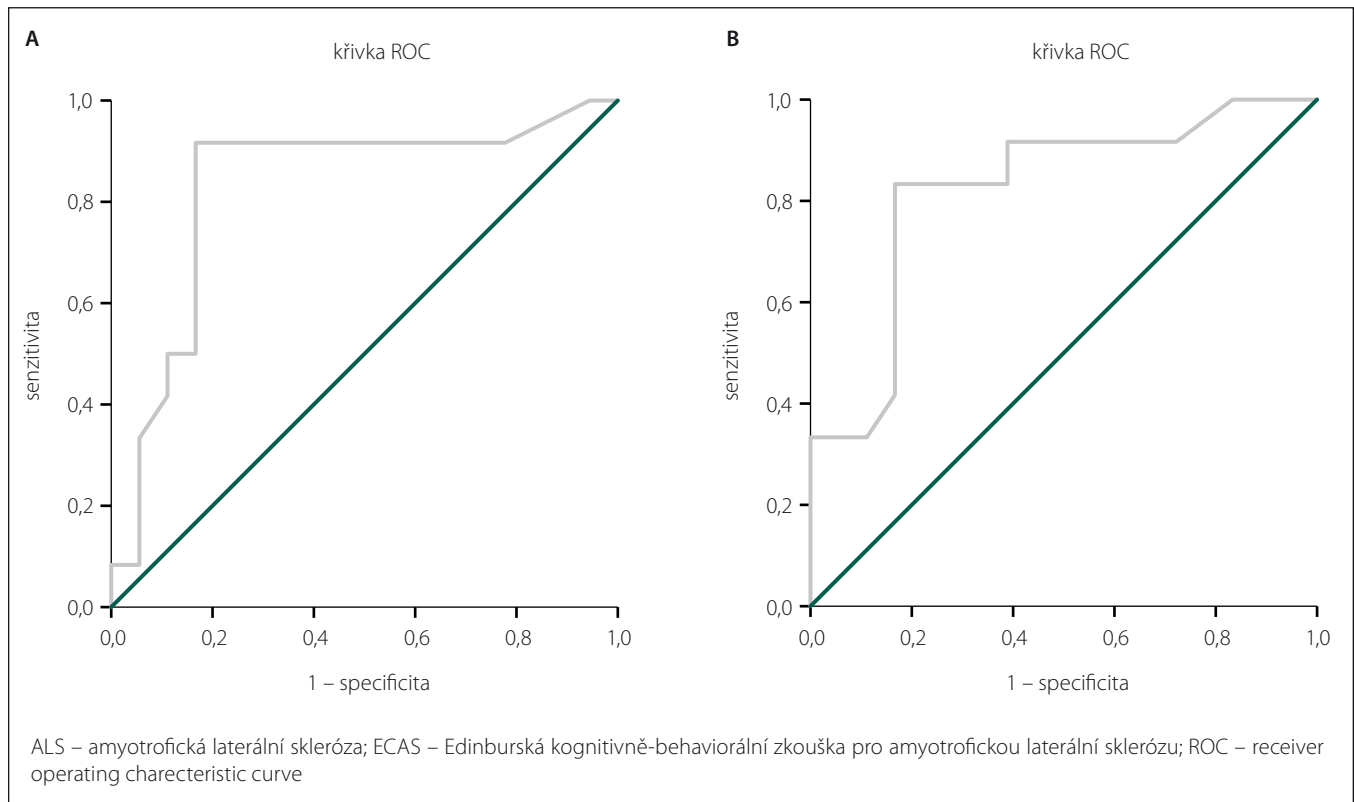 A
křivka ROC
1,0
0,8
0,6
0,4
0,2
0,0
senzitivita
0,0 0,2 0,4 0,6 0,8 1,0
1 – specificita
B
křivka ROC
1,0
0,8
0,6
0,4
0,2
0,0
senzitivita
0,0 0,2 0,4 0,6 0,8 1,0
1 – specificita
ALS – amyotrofická laterální skleróza; ECAS – Edinburská kognitivně-behaviorální zkouška pro amyotrofickou laterální sklerózu; ROC – receiver
operating charecteristic curve